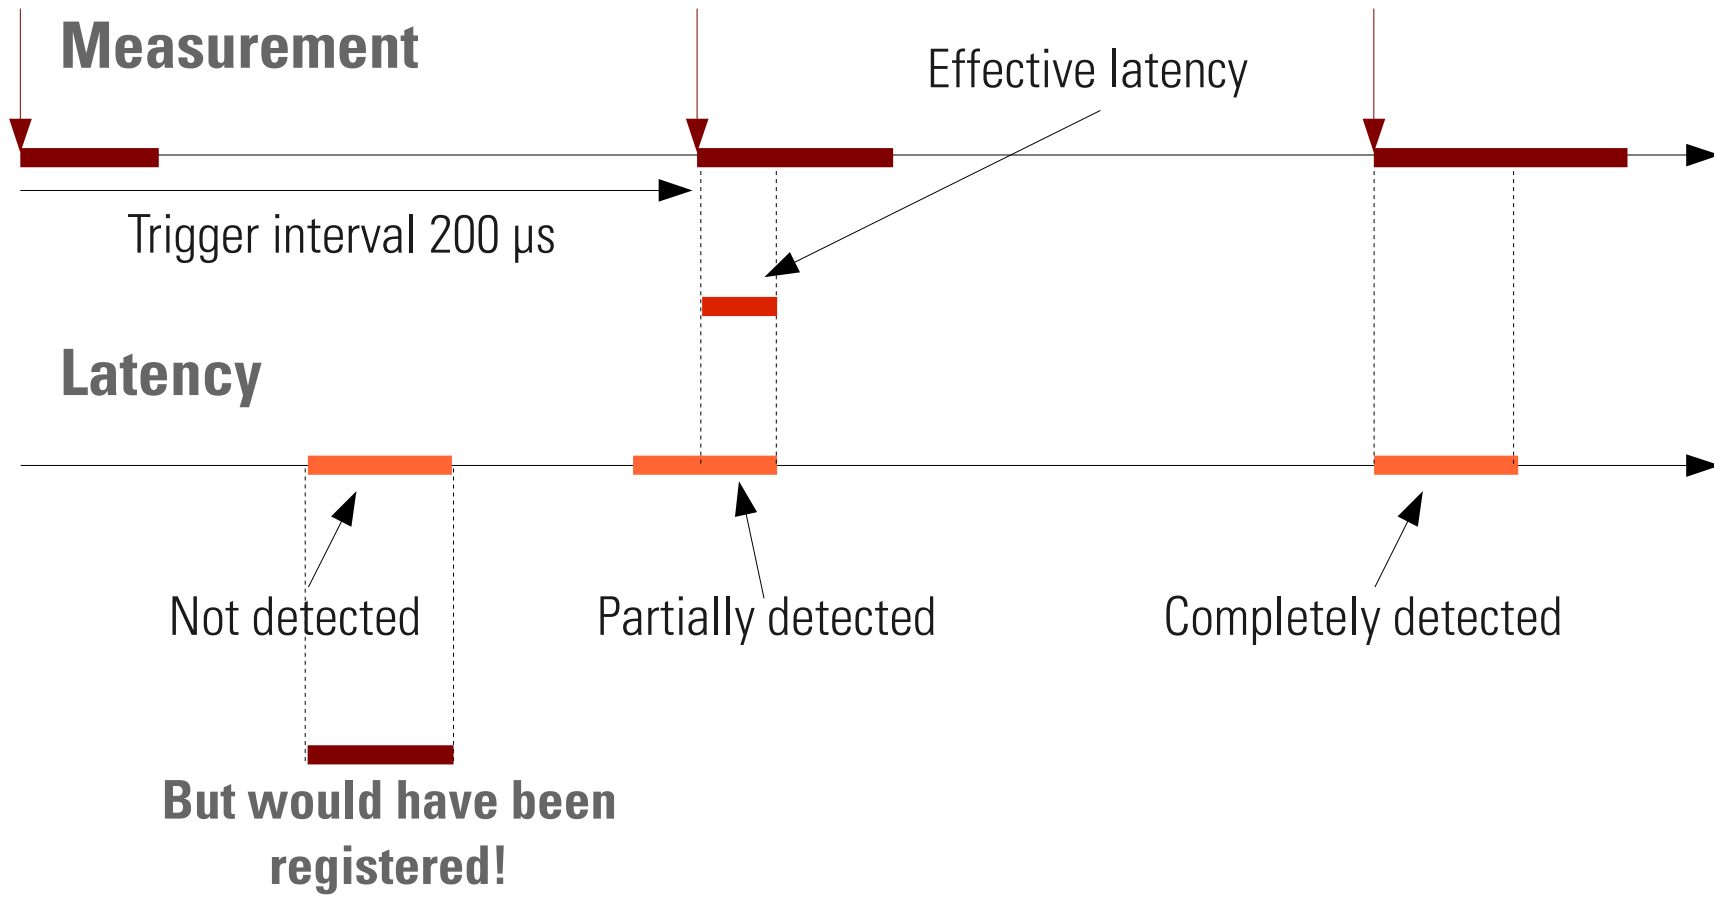 Measurement
Effective latency
Trigger interval 200 µs
Latency
Not detected
Partially detected
Completely detected
But would have been
registered!